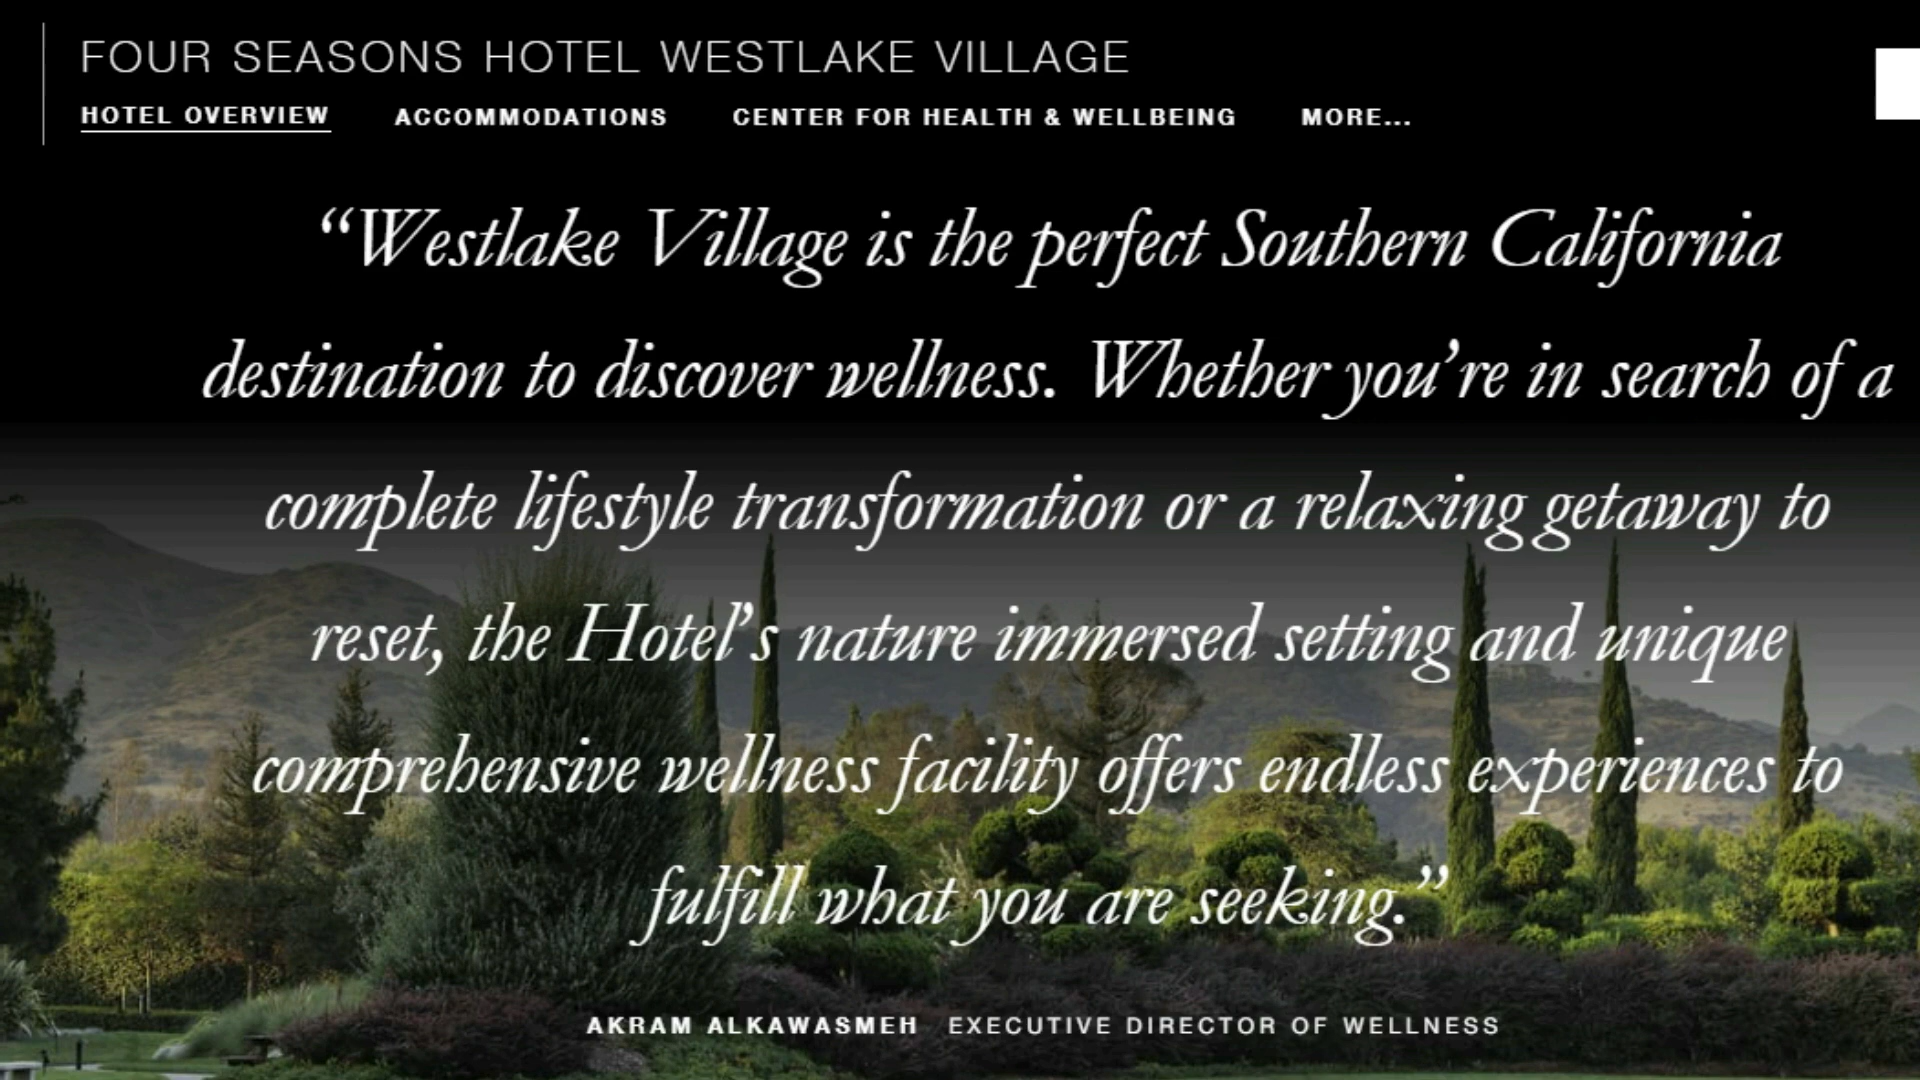 FOUR SEASONS HOTEL WESTLAKE VILLAGE
HOTEL OVERVIEW ACCOMMODATIONS CENTER FOR HEALTH & WELLBEING MORE...
“Westlake Village is the perfect Southern California
destination to discover wellness. Whether you’re in search of a
complete lifestyle transformation or a relaxing getaway to
reset, the Hotel’s nature immersed setting and unique
comprehensive wellness facility offers endless experiences to
fulfill what you are seeking.”
AKRAM ALKAWASMEH EXECUTIVE DIRECTOR OF WELLNESS